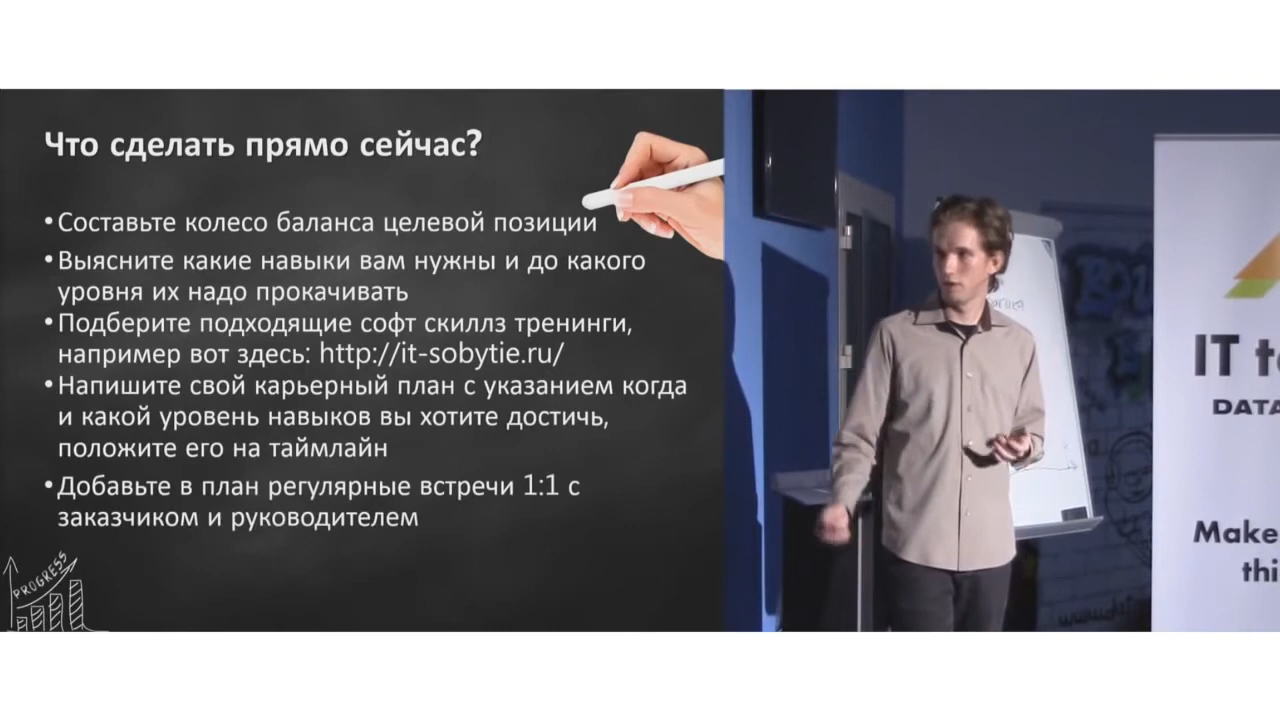 Что сделать прямо сейчас?
• Составьте колесо баланса целевой позиции
• Выясните какие навыки вам нужны и до какого
уровня их надо прокачивать
• Подберите подходящие софт скиллз тренинги,
например вот здесь: http://it-sobytie.ru/
• Напишите свой карьерный план с указанием когда
и какой уровень навыков вы хотите достичь,
положите его на таймлайн
• Добавьте в план регулярные встречи 1:1 с
заказчиком и руководителем
PROGRESS
IT
DATA
Make